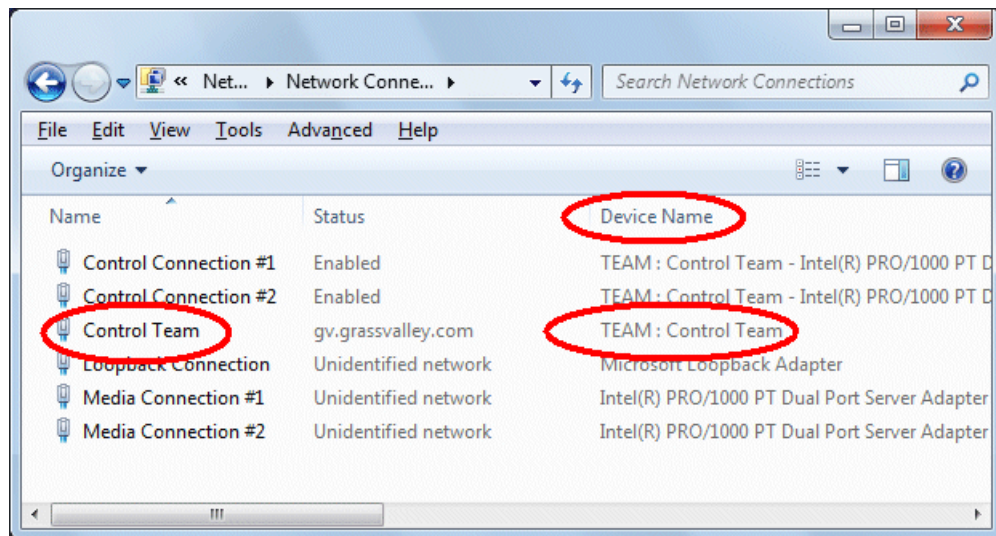 « Net... Network Conne... Search Network Connections
File Edit View Tools Advanced Help
Organize
Name Status Device Name
Control Connection #1 Enabled TEAM : Control Team - Intel(R) PRO/1000 PT D
Control Connection #2 Enabled TEAM : Control Team - Intel(R) PRO/1000 PT D
Control Team gv.grassvalley.com TEAM : Control Team
Loopback Connection Unidentified network Microsoft Loopback Adapter
Media Connection #1 Unidentified network Intel(R) PRO/1000 PT Dual Port Server Adapter
Media Connection #2 Unidentified network Intel(R) PRO/1000 PT Dual Port Server Adapter